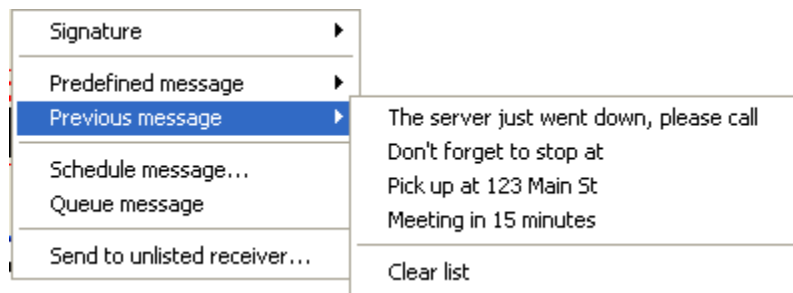 Signature
Predefined message
Previous message
Schedule message...
Queue message
Send to unlisted receiver...
The server just went down, please call
Don't forget to stop at
Pick up at 123 Main St
Meeting in 15 minutes
Clear list